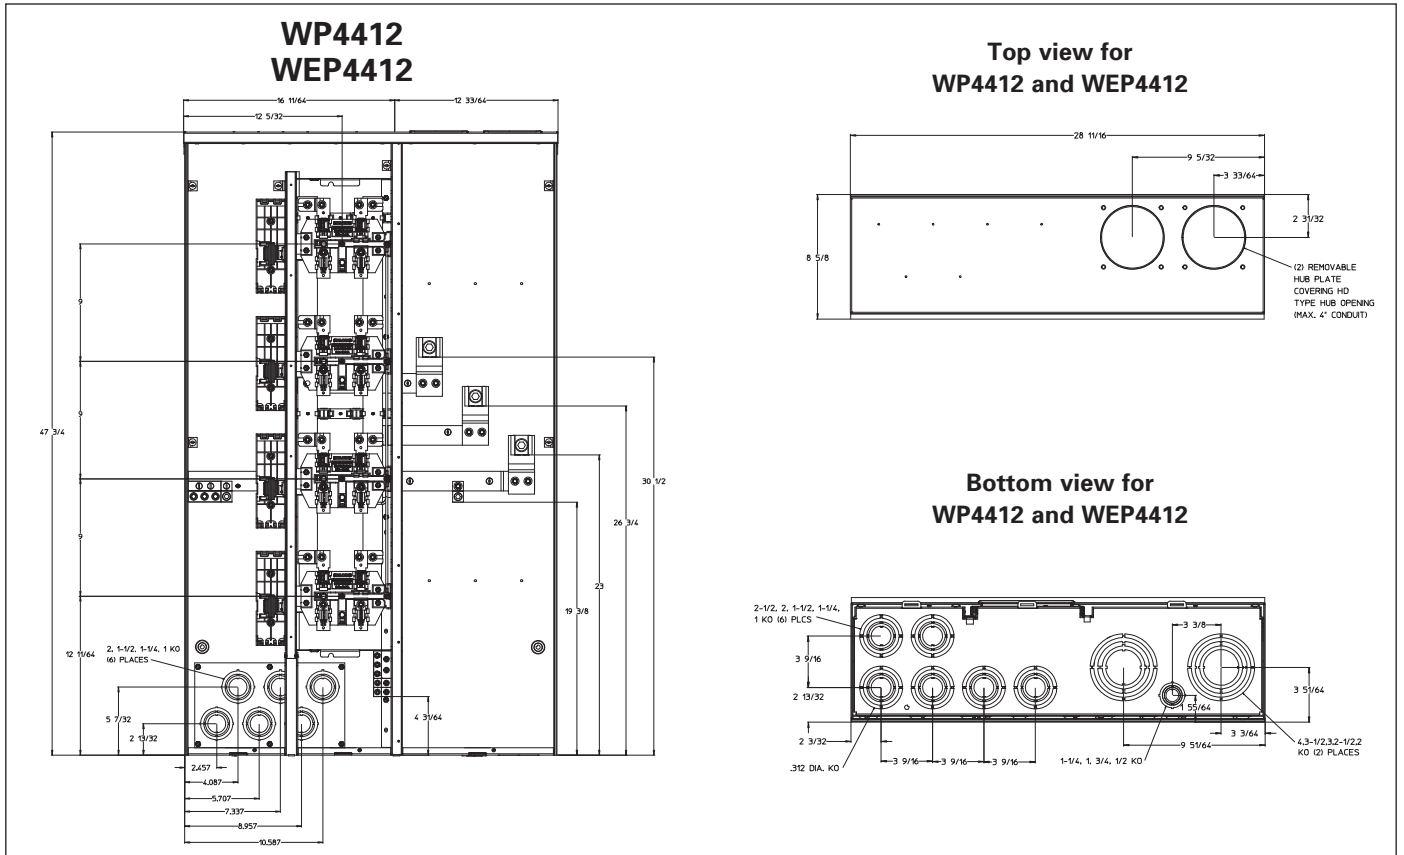 WP4412
WEP4412
16 11/64
12 33/64
12 5/32
47 3/4
9
9
9
12 11/64
5 7/32
2 13/32
2, 1-1/2, 1-1/4, 1 KO
(6) PLACES
2.457
4.087
5.707
7.337
8.957
10.587
4 31/64
19 3/8
23
26 3/4
30 1/2
Top view for
WP4412 and WEP4412
28 11/16
9 5/32
3 33/64
2 31/32
8 5/8
(2) REMOVABLE
HUB PLATE
COVERING HD
TYPE HUB OPENING
(MAX. 4" CONDUIT)
Bottom view for
WP4412 and WEP4412
2-1/2, 2, 1-1/2, 1-1/4,
1 KO (6) PLCS
3 9/16
2 13/32
2 3/32
.312 DIA. KO
3 9/16
3 9/16
3 9/16
3 3/8
3 51/64
1 55/64
3 3/64
9 51/64
1-1/4, 1, 3/4, 1/2 KO
4,3-1/2,3,2-1/2,2
KO (2) PLACES